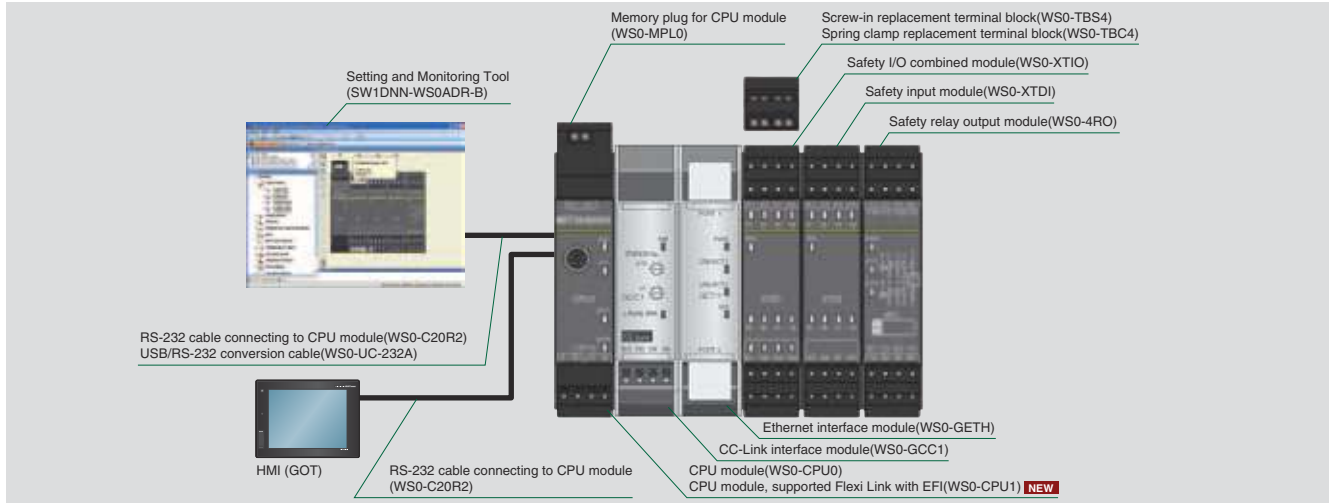 Memory plug for CPU module
(WS0-MPL0)
Screw-in replacement terminal block(WS0-TBS4)
Spring clamp replacement terminal block(WS0-TBC4)
Safety I/O combined module(WS0-XTIO)
Setting and Monitoring Tool
(SW1DNN-WS0ADR-B)
Safety input module(WS0-XTDI)
Safety relay output module(WS0-4RO)
RS-232 cable connecting to CPU module(WS0-C20R2)
USB/RS-232 conversion cable(WS0-UC-232A)
Ethernet interface module(WS0-GETH)
CC-Link interface module(WS0-GCC1)
HMI (GOT)
RS-232 cable connecting to CPU module
(WS0-C20R2)
CPU module(WS0-CPU0)
CPU module, supported Flexi Link with EFI(WS0-CPU1) NEW